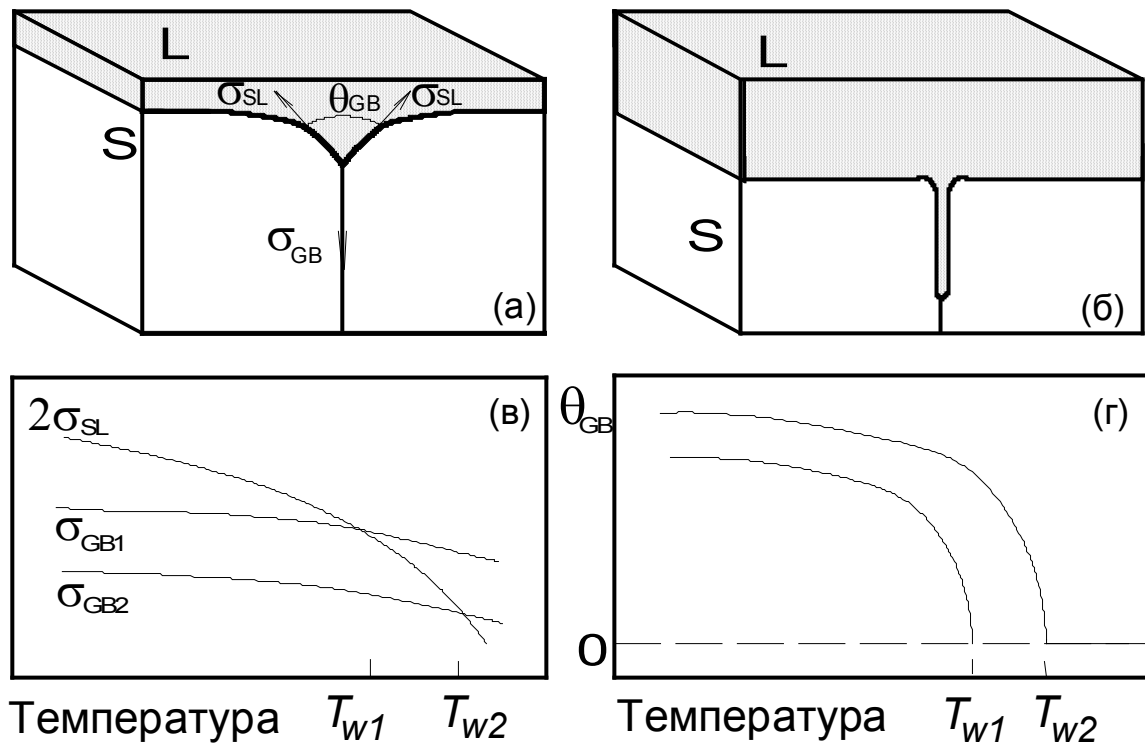 L
σSL θGB σSL
S
σGB
(а)
L
S
(б)
2σSL
(в)
σGB1
σGB2
Температура Tw1 Tw2
θGB
(г)
0
Температура Tw1 Tw2